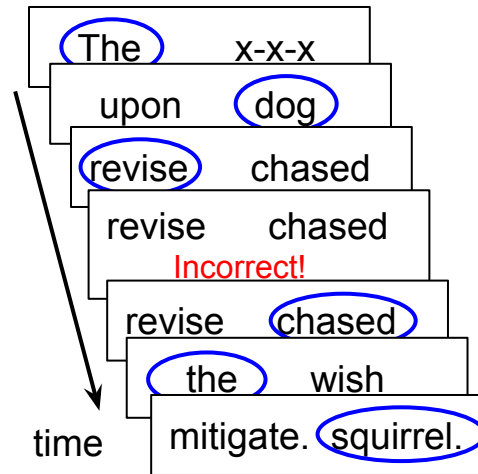 The x-x-x
upon dog
revise chased
revise chased
Incorrect!
revise chased
the wish
mitigate. squirrel.
time